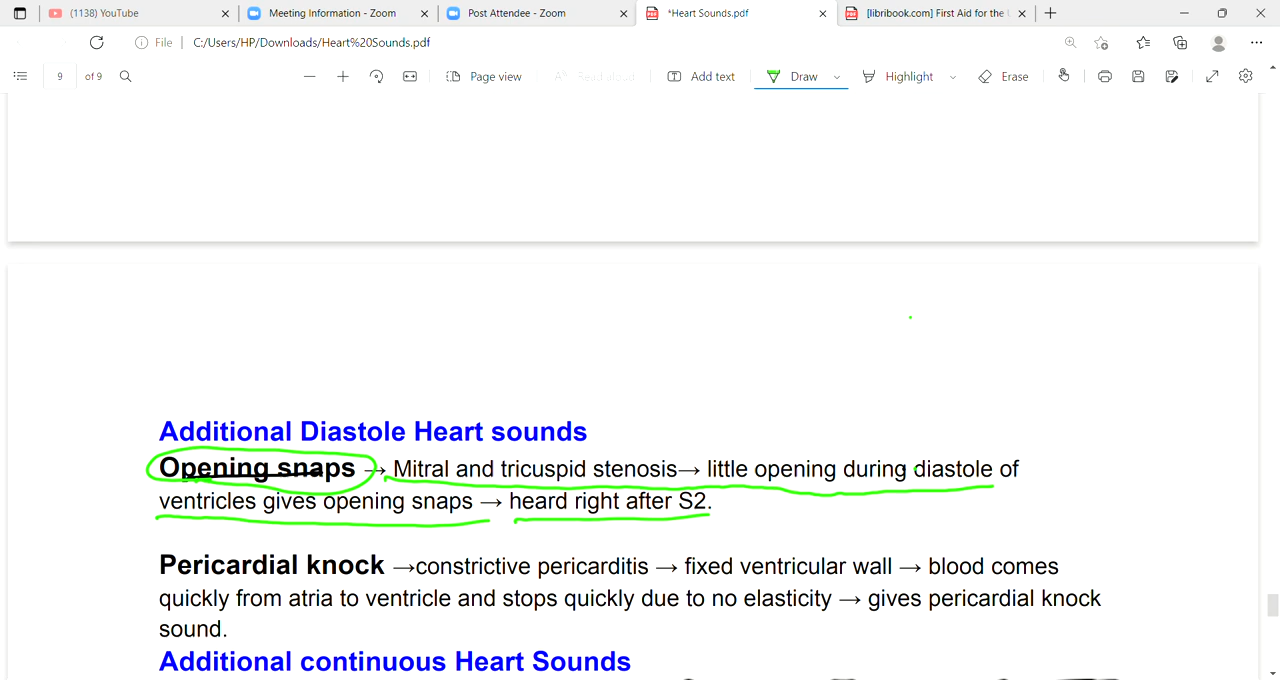 (1138) YouTube
Meeting Information - Zoom
Post Attendee - Zoom
*Heart Sounds.pdf
[libribook.com] First Aid for the
File
C:/Users/HP/Downloads/Heart%20Sounds.pdf
9 of 9
Page view
Read aloud
Add text
Draw
Highlight
Erase
Additional Diastole Heart sounds
Opening snaps → Mitral and tricuspid stenosis→ little opening during diastole of
ventricles gives opening snaps → heard right after S2.
Pericardial knock →constrictive pericarditis → fixed ventricular wall → blood comes
quickly from atria to ventricle and stops quickly due to no elasticity → gives pericardial knock
sound.
Additional continuous Heart Sounds